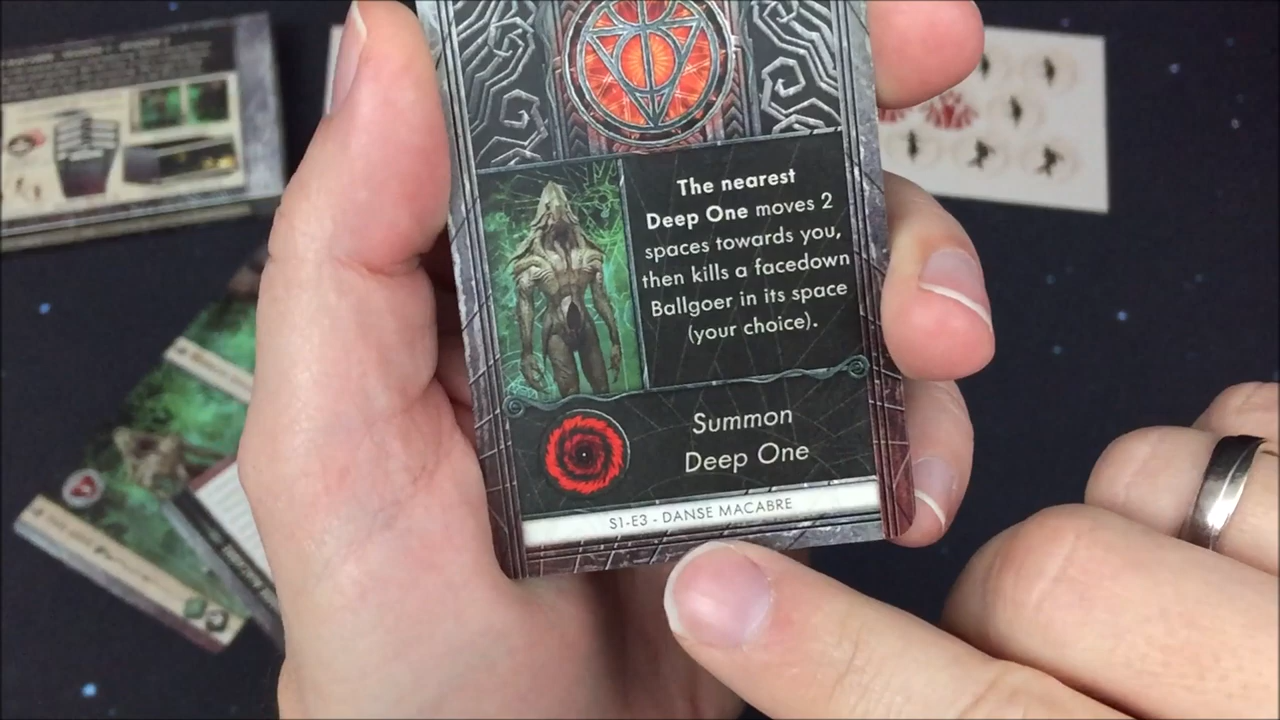 The nearest
Deep One moves 2
spaces towards you,
then kills a facedown
Ballgoer in its space
(your choice).
Summon
Deep One
S1-E3 - DANSE MACABRE